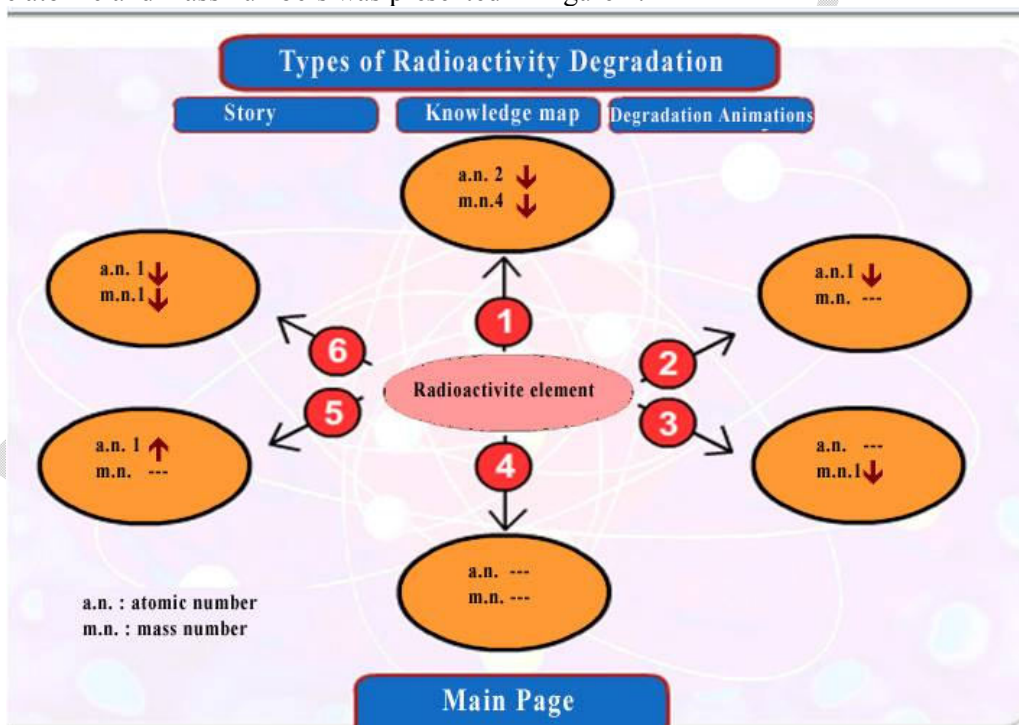 Types of Radioactivity Degradation
Story
Knowledge map
Degradation Animations
a.n. 2
m.n.4
a.n. 1
m.n.1
a.n.1
m.n. ---
1
6
2
Radioactivite element
5
3
a.n. 1
m.n. ---
4
a.n. ---
m.n.1
a.n. ---
m.n. ---
a.n. : atomic number
m.n. : mass number
Main Page